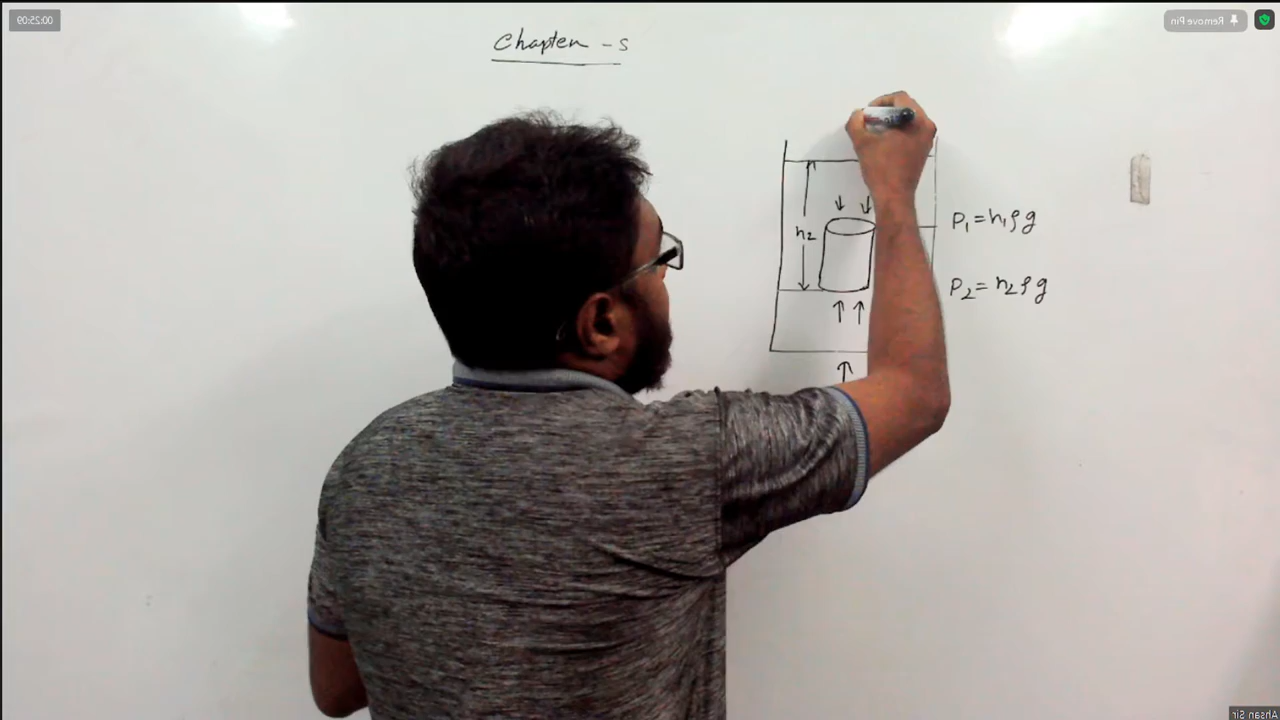 00:25:09
Remove Pin
Chapter - 5
h₂
P₁ = h₁ρg
P₂ = h₂ρg
Ahsan Sir